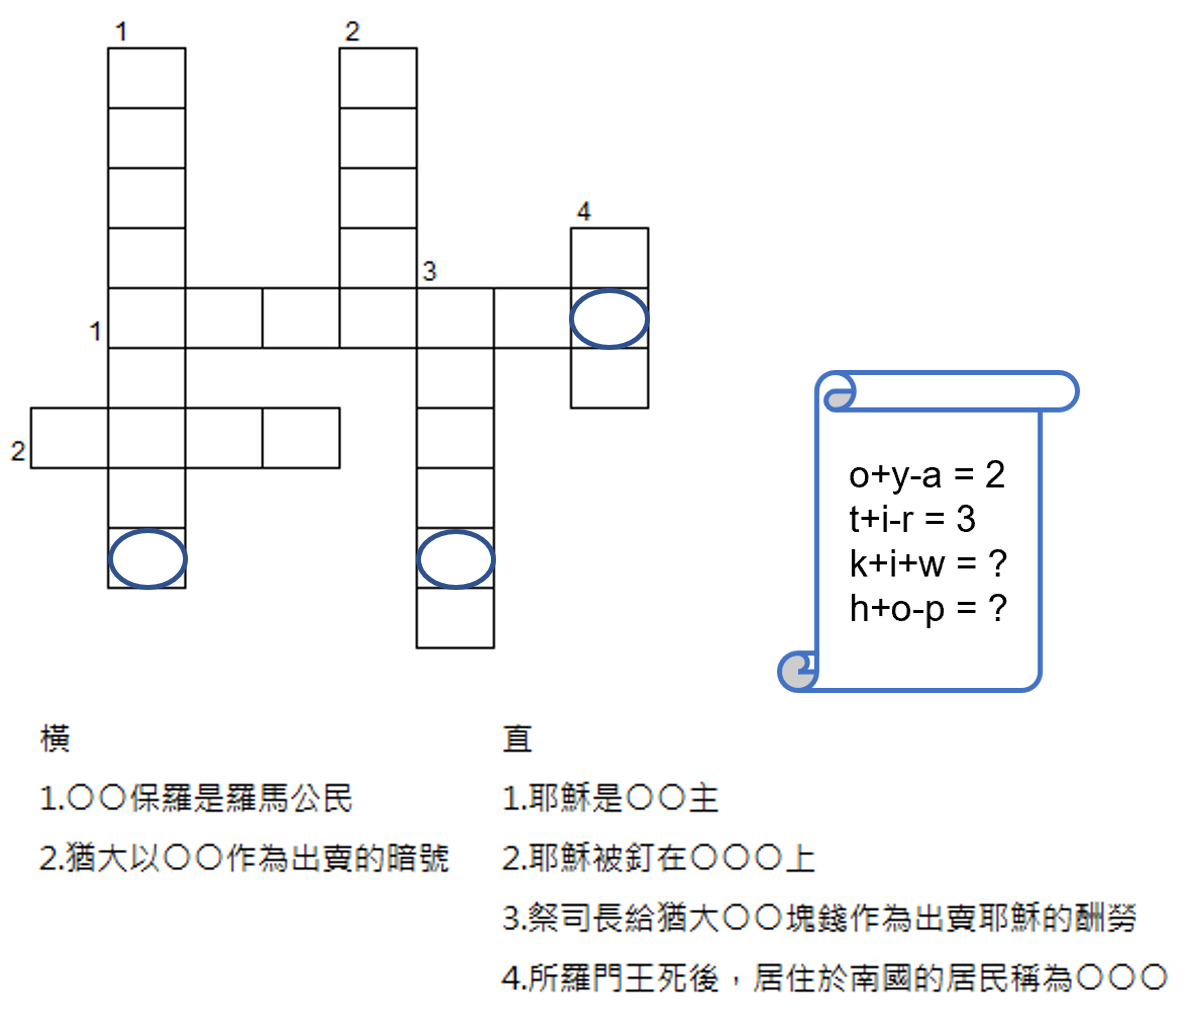 1
2
4
3
1
2
o+y-a = 2
t+i-r = 3
k+i+w = ?
h+o-p = ?
橫
1.〇〇保羅是羅馬公民
2.猶大以〇〇作為出賣的暗號
直
1.耶穌是〇〇主
2.耶穌被釘在〇〇〇上
3.祭司長給猶大〇〇塊錢作為出賣耶穌的酬勞
4.所羅門王死後，居住於南國的居民稱為〇〇〇